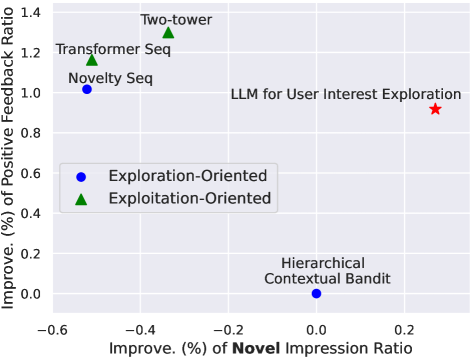 Improve. (%) of Positive Feedback Ratio
1.4
1.2
1.0
0.8
0.6
0.4
0.2
0.0
Two-tower
Transformer Seq
Novelty Seq
LLM for User Interest Exploration
Exploration-Oriented
Exploitation-Oriented
Hierarchical
Contextual Bandit
−0.6
−0.4
−0.2
0.0
0.2
Improve. (%) of Novel Impression Ratio